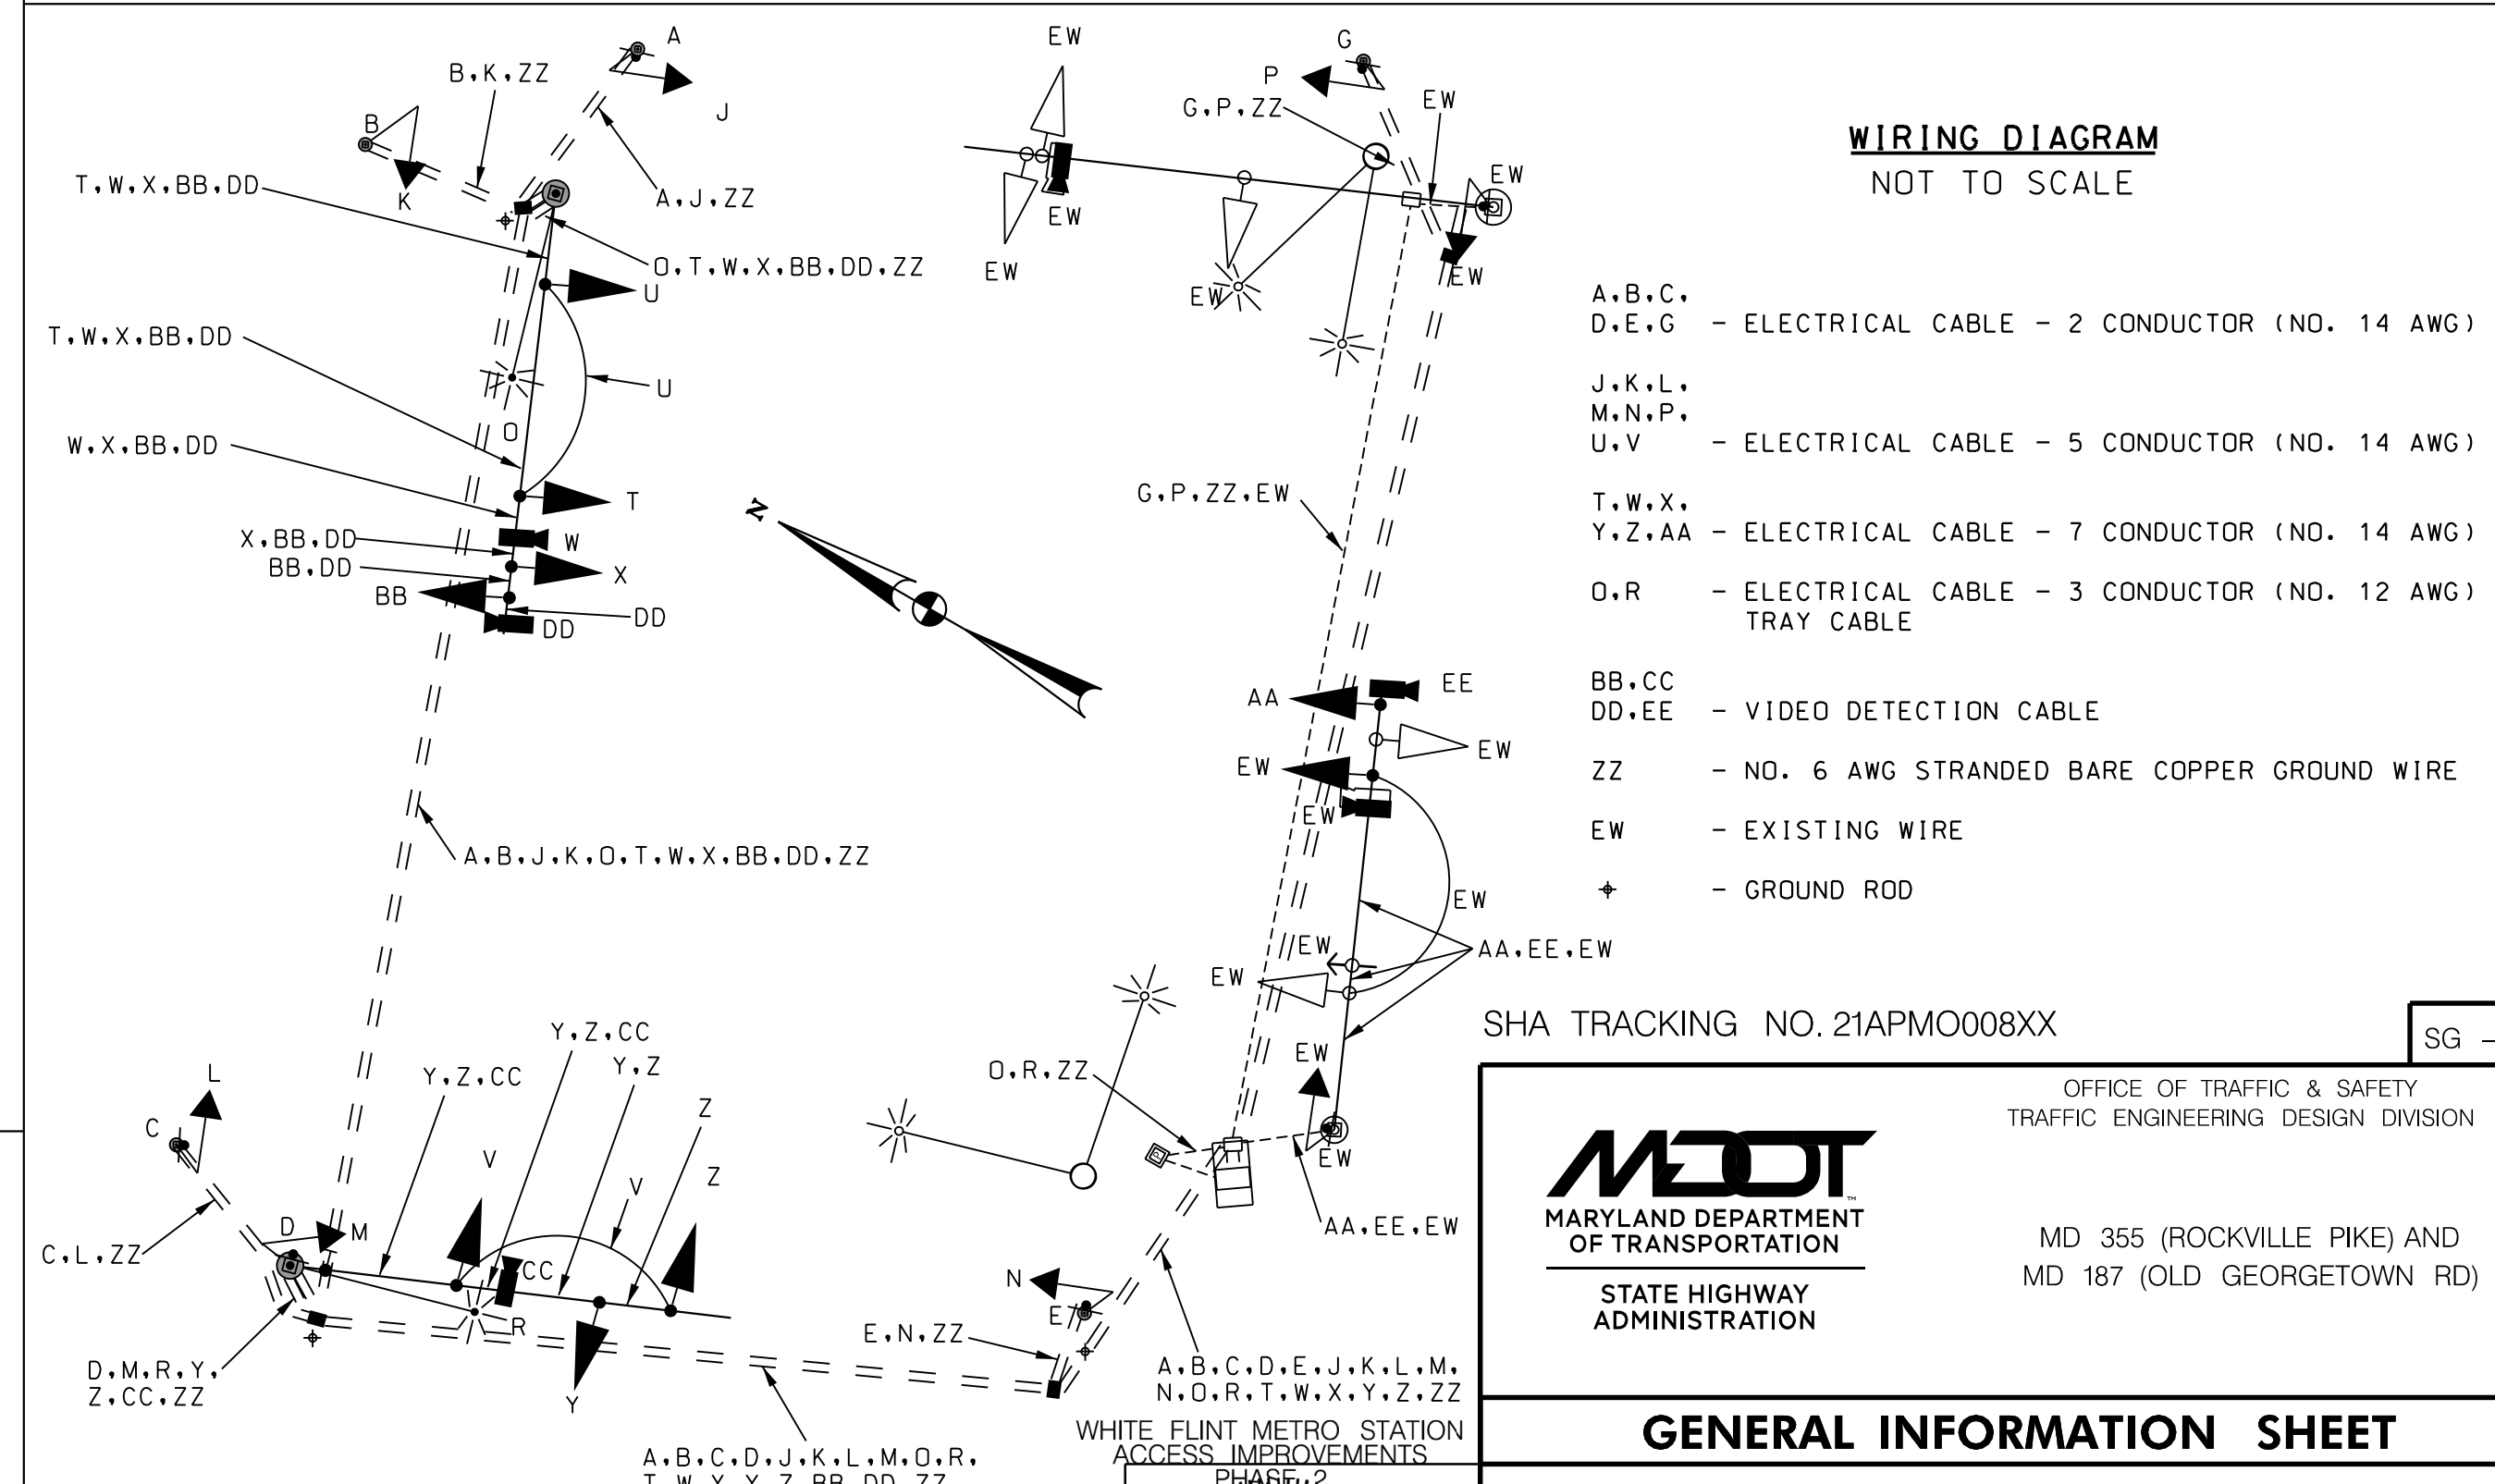 A
B,K,ZZ
J
B
K
T,W,X,BB,DD
A,J,ZZ
O,T,W,X,BB,DD,ZZ
U
T,W,X,BB,DD
U
O
W,X,BB,DD
T
X,BB,DD
W
BB,DD
X
BB
DD
DD
A,B,J,K,O,T,W,X,BB,DD,ZZ
N
EW
G
P
G,P,ZZ
EW
EW
EW
EW
EW
EW
G,P,ZZ,EW
AA
EE
EW
EW
EW
EW
EW
AA,EE,EW
EW
O,R,ZZ
EW
EW
AA,EE,EW
L
C
Y,Z,CC
Y,Z,CC
Y,Z
Z
V
V
Z
D
M
C,L,ZZ
CC
R
Y
D,M,R,Y,
Z,CC,ZZ
N
E
E,N,ZZ
A,B,C,D,E,J,K,L,M,
N,O,R,T,W,X,Y,Z,ZZ
A,B,C,D,J,K,L,M,O,R,
T,W,X,Y,Z,BB,DD,ZZ
WHITE FLINT METRO STATION
ACCESS IMPROVEMENTS
PHASE 2
WIRING DIAGRAM
NOT TO SCALE
A,B,C,
D,E,G - ELECTRICAL CABLE - 2 CONDUCTOR (NO. 14 AWG)
J,K,L,
M,N,P,
U,V - ELECTRICAL CABLE - 5 CONDUCTOR (NO. 14 AWG)
T,W,X,
Y,Z,AA - ELECTRICAL CABLE - 7 CONDUCTOR (NO. 14 AWG)
O,R - ELECTRICAL CABLE - 3 CONDUCTOR (NO. 12 AWG)
TRAY CABLE
BB,CC
DD,EE - VIDEO DETECTION CABLE
ZZ - NO. 6 AWG STRANDED BARE COPPER GROUND WIRE
EW - EXISTING WIRE
- GROUND ROD
SHA TRACKING NO. 21APMO008XX
SG -
OFFICE OF TRAFFIC & SAFETY
TRAFFIC ENGINEERING DESIGN DIVISION
MDOT™
MARYLAND DEPARTMENT
OF TRANSPORTATION
STATE HIGHWAY
ADMINISTRATION
MD 355 (ROCKVILLE PIKE) AND
MD 187 (OLD GEORGETOWN RD)
GENERAL INFORMATION SHEET